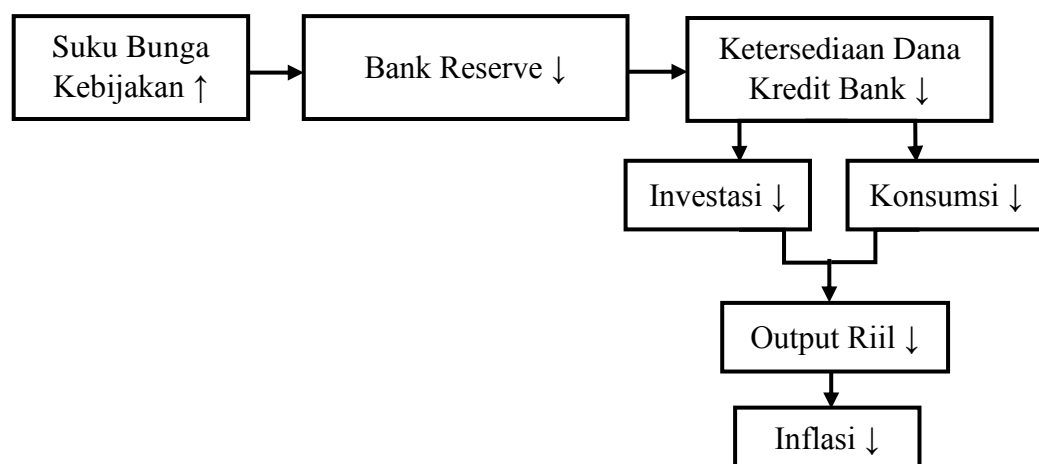 Suku Bunga
Kebijakan ↑
Bank Reserve ↓
Ketersediaan Dana
Kredit Bank ↓
Investasi ↓
Konsumsi ↓
Output Riil ↓
Inflasi ↓